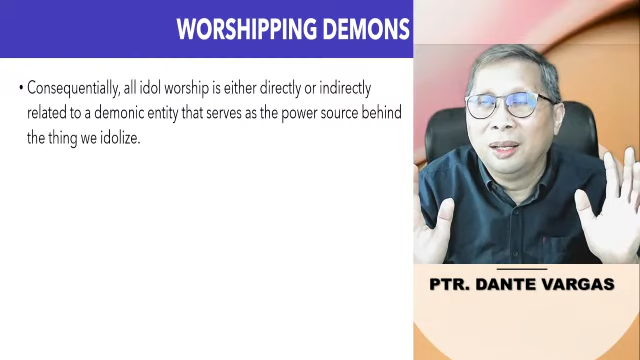 WORSHIPPING DEMONS
• Consequentially, all idol worship is either directly or indirectly
related to a demonic entity that serves as the power source behind
the thing we idolize.
PTR. DANTE VARGAS